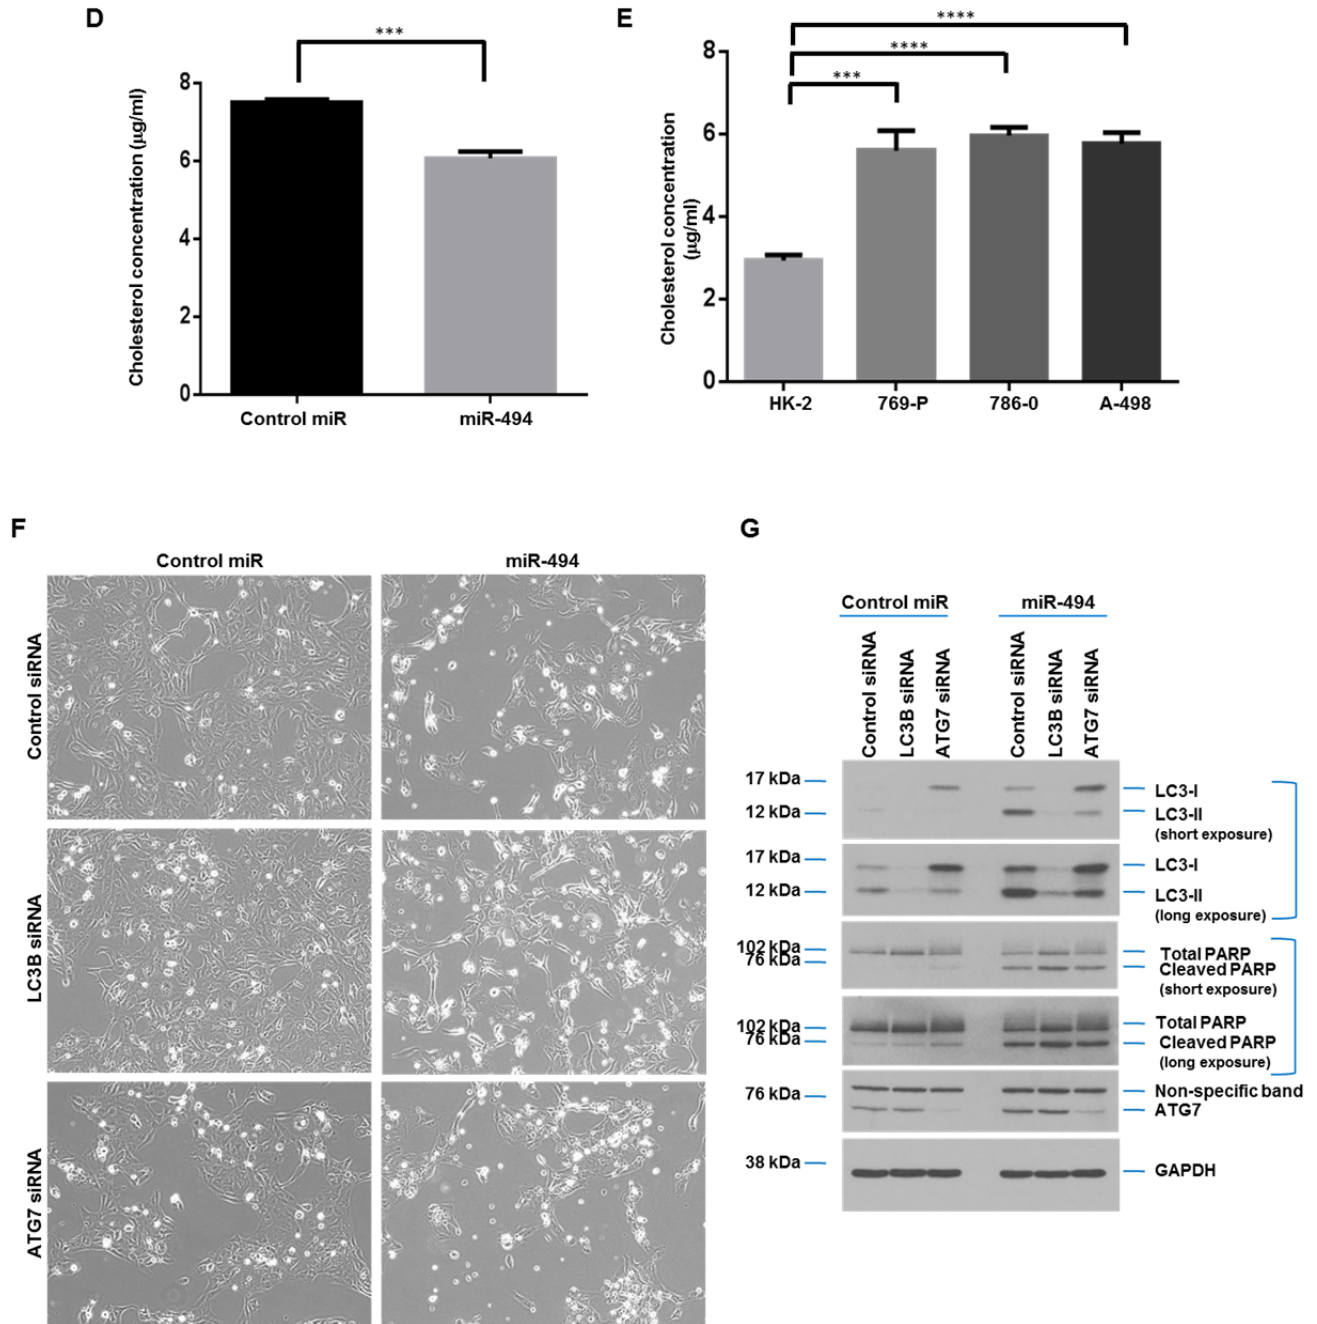 D
***
Cholesterol concentration (µg/ml)
8
6
4
2
0
Control miR
miR-494
E
****
****
***
Cholesterol concentration
(µg/ml)
8
6
4
2
0
HK-2
769-P
786-0
A-498
F
Control miR
miR-494
Control siRNA
LC3B siRNA
ATG7 siRNA
G
Control miR
miR-494
Control siRNA
LC3B siRNA
ATG7 siRNA
Control siRNA
LC3B siRNA
ATG7 siRNA
17 kDa
LC3-I
12 kDa
LC3-II
(short exposure)
17 kDa
LC3-I
12 kDa
LC3-II
(long exposure)
102 kDa
Total PARP
76 kDa
Cleaved PARP
(short exposure)
102 kDa
Total PARP
76 kDa
Cleaved PARP
(long exposure)
76 kDa
Non-specific band
ATG7
38 kDa
GAPDH